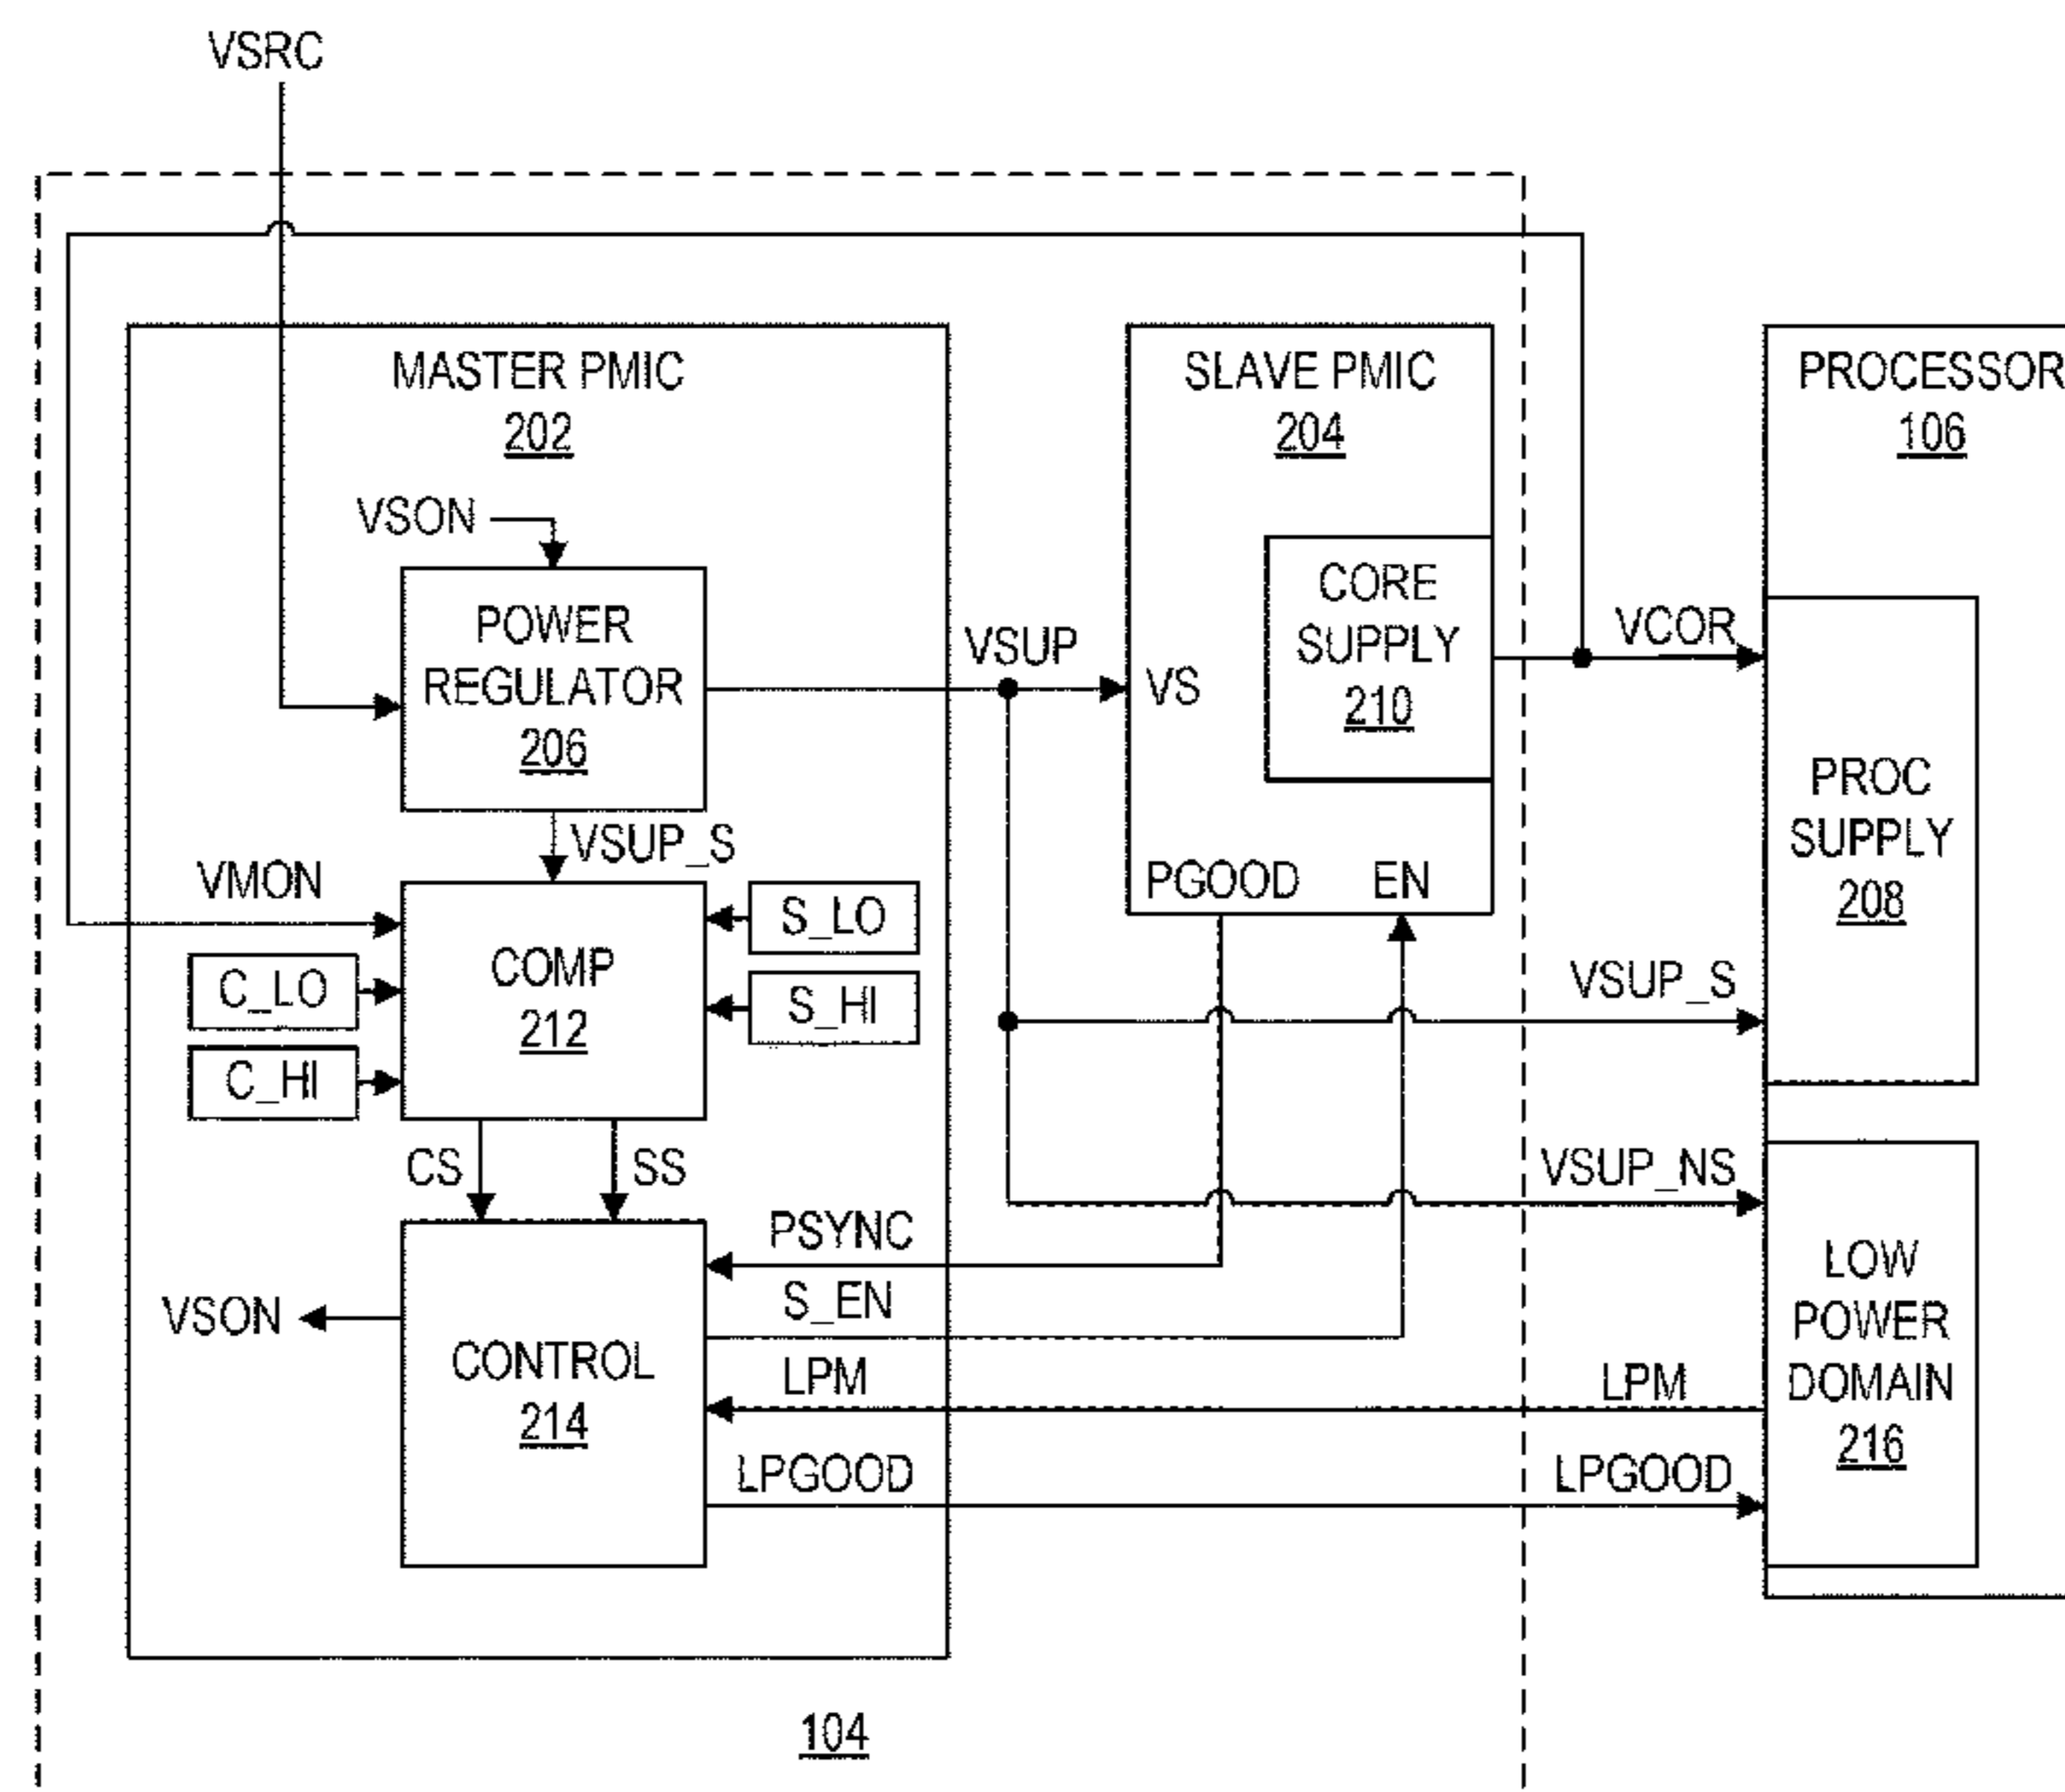 VSRC
MASTER PMIC
202
VSON
POWER
REGULATOR
206
VSUP_S
VMON
COMP
212
C_LO
C_HI
S_LO
S_HI
CS
SS
VSON
CONTROL
214
PSYNC
S_EN
LPM
LPGOOD
VSUP
SLAVE PMIC
204
VS
CORE
SUPPLY
210
PGOOD
EN
VCOR
VSUP_S
VSUP_NS
LPM
LPGOOD
PROCESSOR
106
PROC
SUPPLY
208
LOW
POWER
DOMAIN
216
104